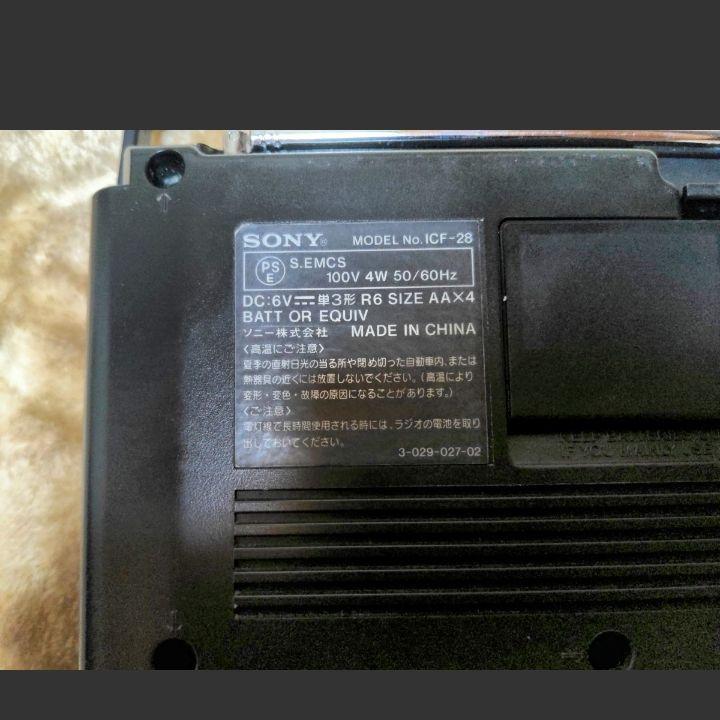 SONY® MODEL No. ICF-28
PS E S.EMCS
100V 4W 50/60Hz
DC:6V⎓単3形 R6 SIZE AA×4
BATT OR EQUIV
ソニー株式会社 MADE IN CHINA
〈高温にご注意〉
夏季の直射日光の当る所や閉め切った自動車内、または
熱器具の近くには放置しないでください。(高温により
変形・変色・故障の原因になることがあります。)
〈ご注意〉
電灯線で長時間使用される時には、ラジオの電池を取り
出しておいてください。
3-029-027-02